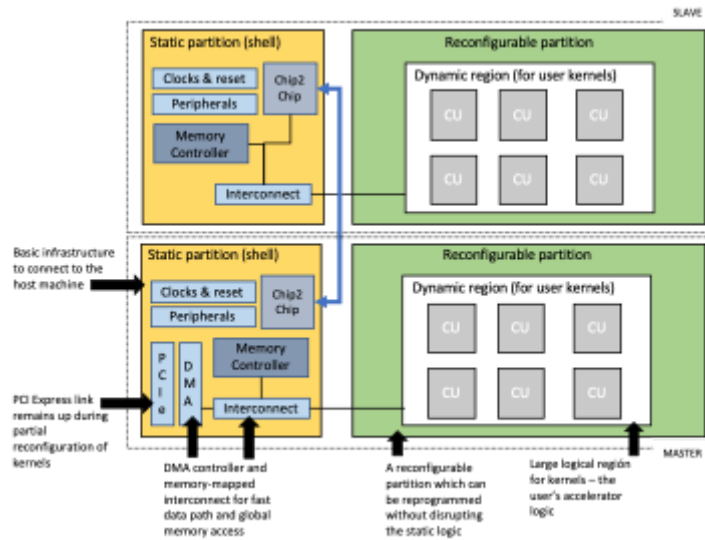 SLAVE
Static partition (shell)
Reconfigurable partition
Clocks & reset
Peripherals
Chip2
Chip
Memory
Controller
Interconnect
Dynamic region (for user kernels)
CU
CU
CU
CU
CU
CU
Static partition (shell)
Reconfigurable partition
Basic infrastructure
to connect to the
host machine
Clocks & reset
Peripherals
Chip2
Chip
PCIe
DMA
Memory
Controller
Interconnect
Dynamic region (for user kernels)
CU
CU
CU
CU
CU
CU
PCI Express link
remains up during
partial
reconfiguration of
kernels
MASTER
DMA controller and
memory-mapped
interconnect for fast
data path and global
memory access
A reconfigurable
partition which can
be reprogrammed
without disrupting
the static logic
Large logical región
for kernels – the
user's accelerator
logic